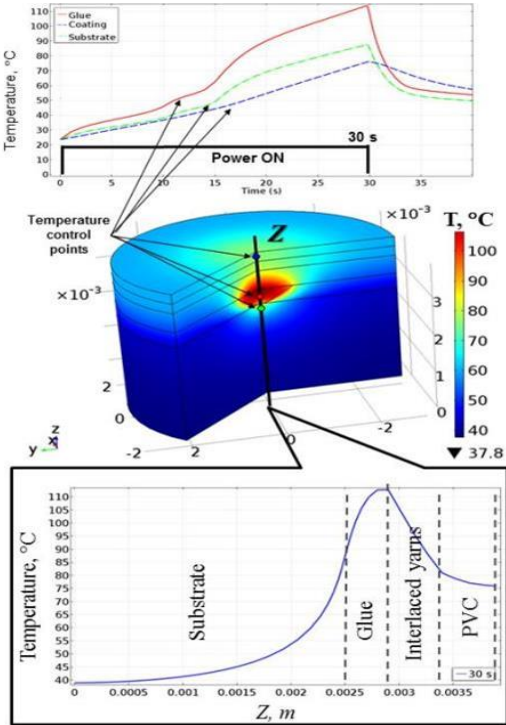 110
100
90
80
70
60
50
40
30
20
10
0
Temperature, °C
Glue
Coating
Substrate
30 s
Power ON
0
5
10
15
20
25
30
Time (s)
Temperature
control
points
Z
×10⁻³
T, °C
×10⁻³
100
90
80
70
60
50
40
▼ 37.8
3
2
1
0
2
0
2
0
-2
y
z
x
110
105
100
95
90
85
80
75
70
65
60
55
50
45
40
Temperature, °C
Substrate
Glue
Interlaced yarns
PVC
30 s
0
0.0005
0.001
0.0015
0.002
0.0025
0.003
0.0035
Z, m